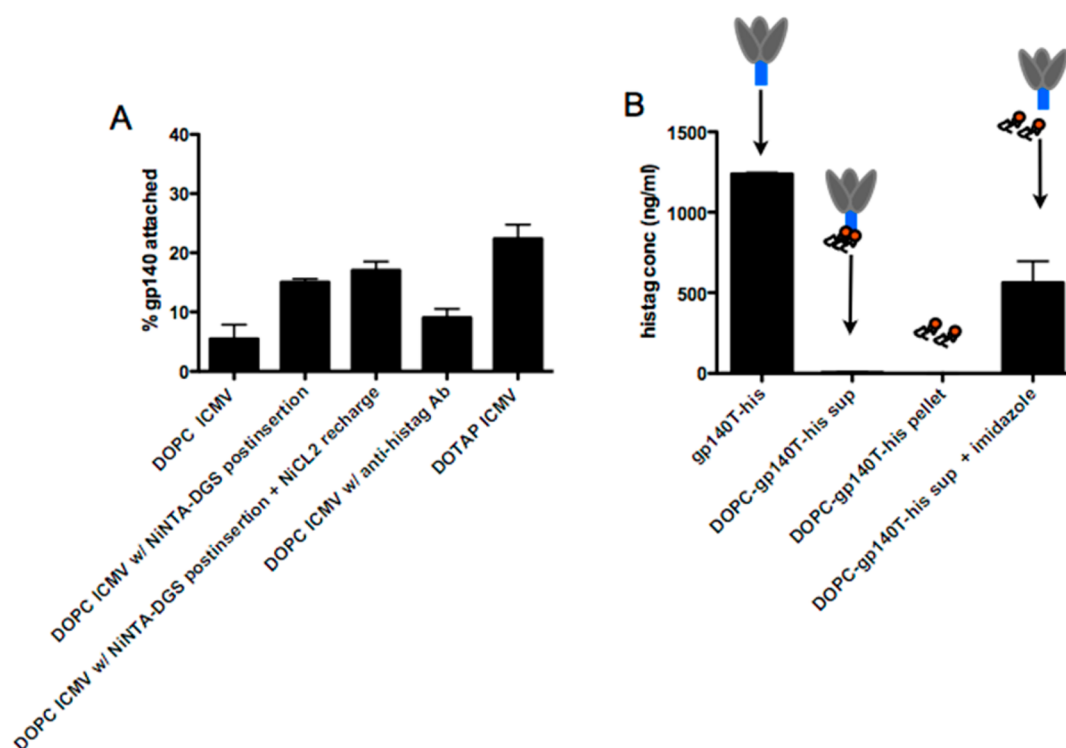 A
% gp140 attached
40
30
20
10
0
DOPC ICMV
DOPC ICMV w/ NiNTA-DGS postinsertion
DOPC ICMV w/ NiNTA-DGS postinsertion + NiCL2 recharge
DOPC ICMV w/ anti-histag Ab
DOTAP ICMV
B
histag conc (ng/ml)
1500
1000
500
0
gp140T-his
DOPC-gp140T-his sup
DOPC-gp140T-his pellet
DOPC-gp140T-his sup + imidazole